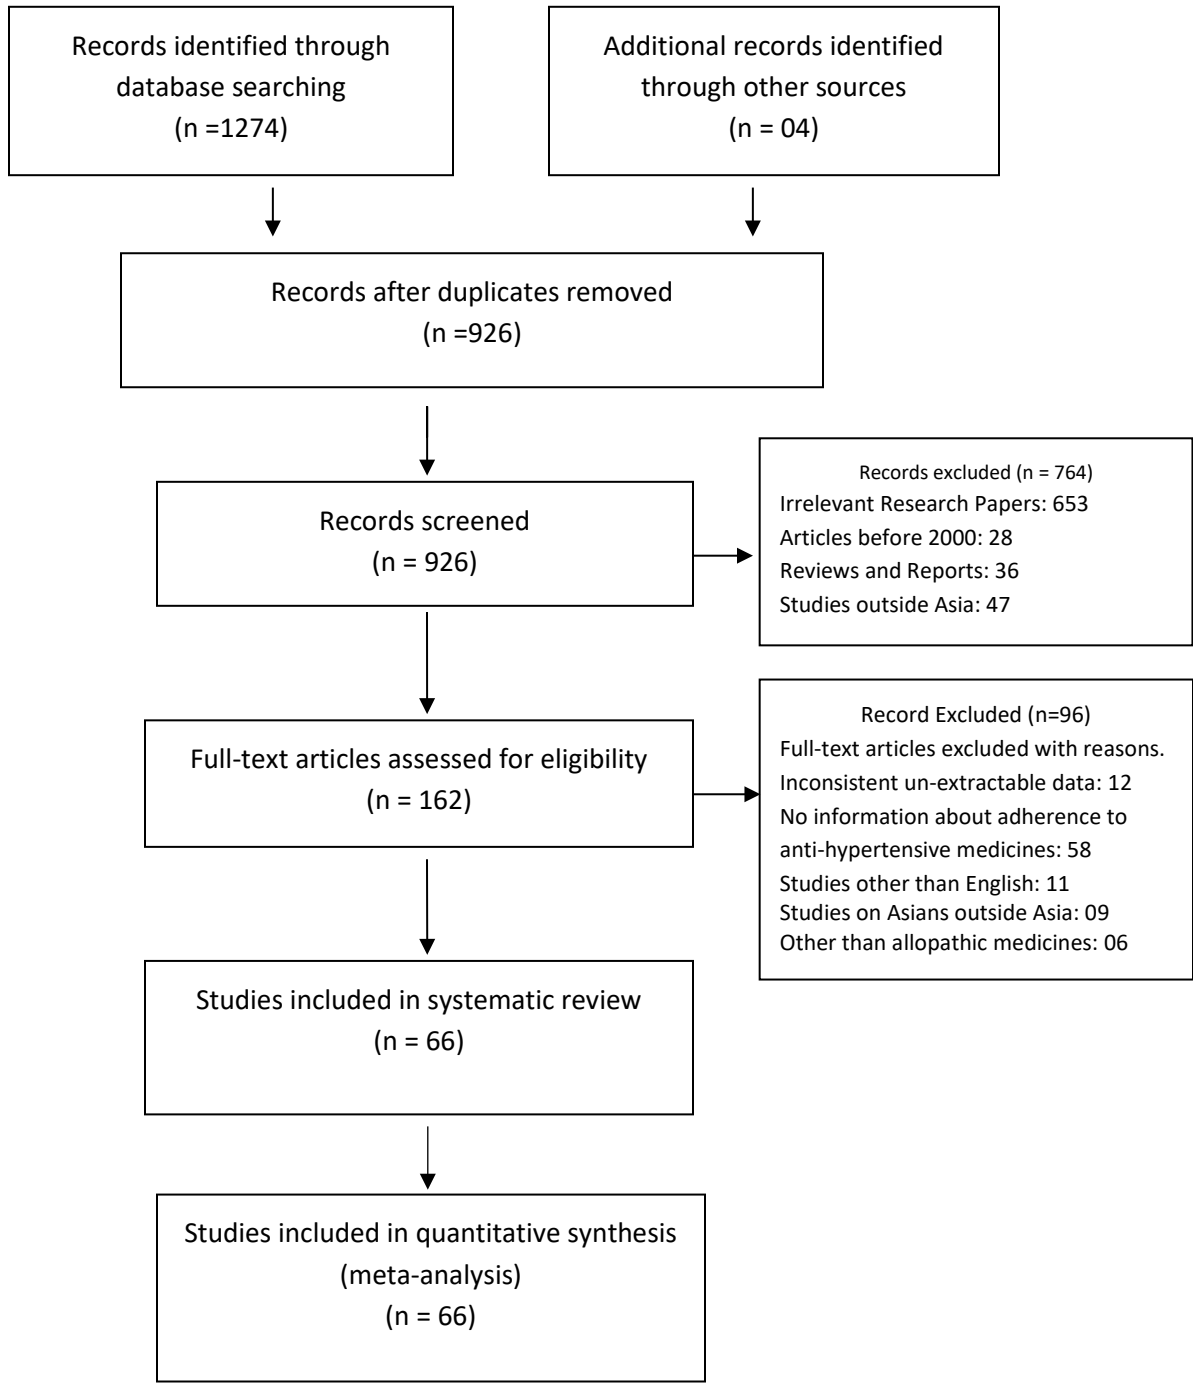 Records identified through
database searching
(n =1274)
Additional records identified
through other sources
(n = 04)
Records after duplicates removed
(n =926)
Records screened
(n = 926)
Records excluded (n = 764)
Irrelevant Research Papers: 653
Articles before 2000: 28
Reviews and Reports: 36
Studies outside Asia: 47
Full-text articles assessed for eligibility
(n = 162)
Record Excluded (n=96)
Full-text articles excluded with reasons.
Inconsistent un-extractable data: 12
No information about adherence to
anti-hypertensive medicines: 58
Studies other than English: 11
Studies on Asians outside Asia: 09
Other than allopathic medicines: 06
Studies included in systematic review
(n = 66)
Studies included in quantitative synthesis
(meta-analysis)
(n = 66)